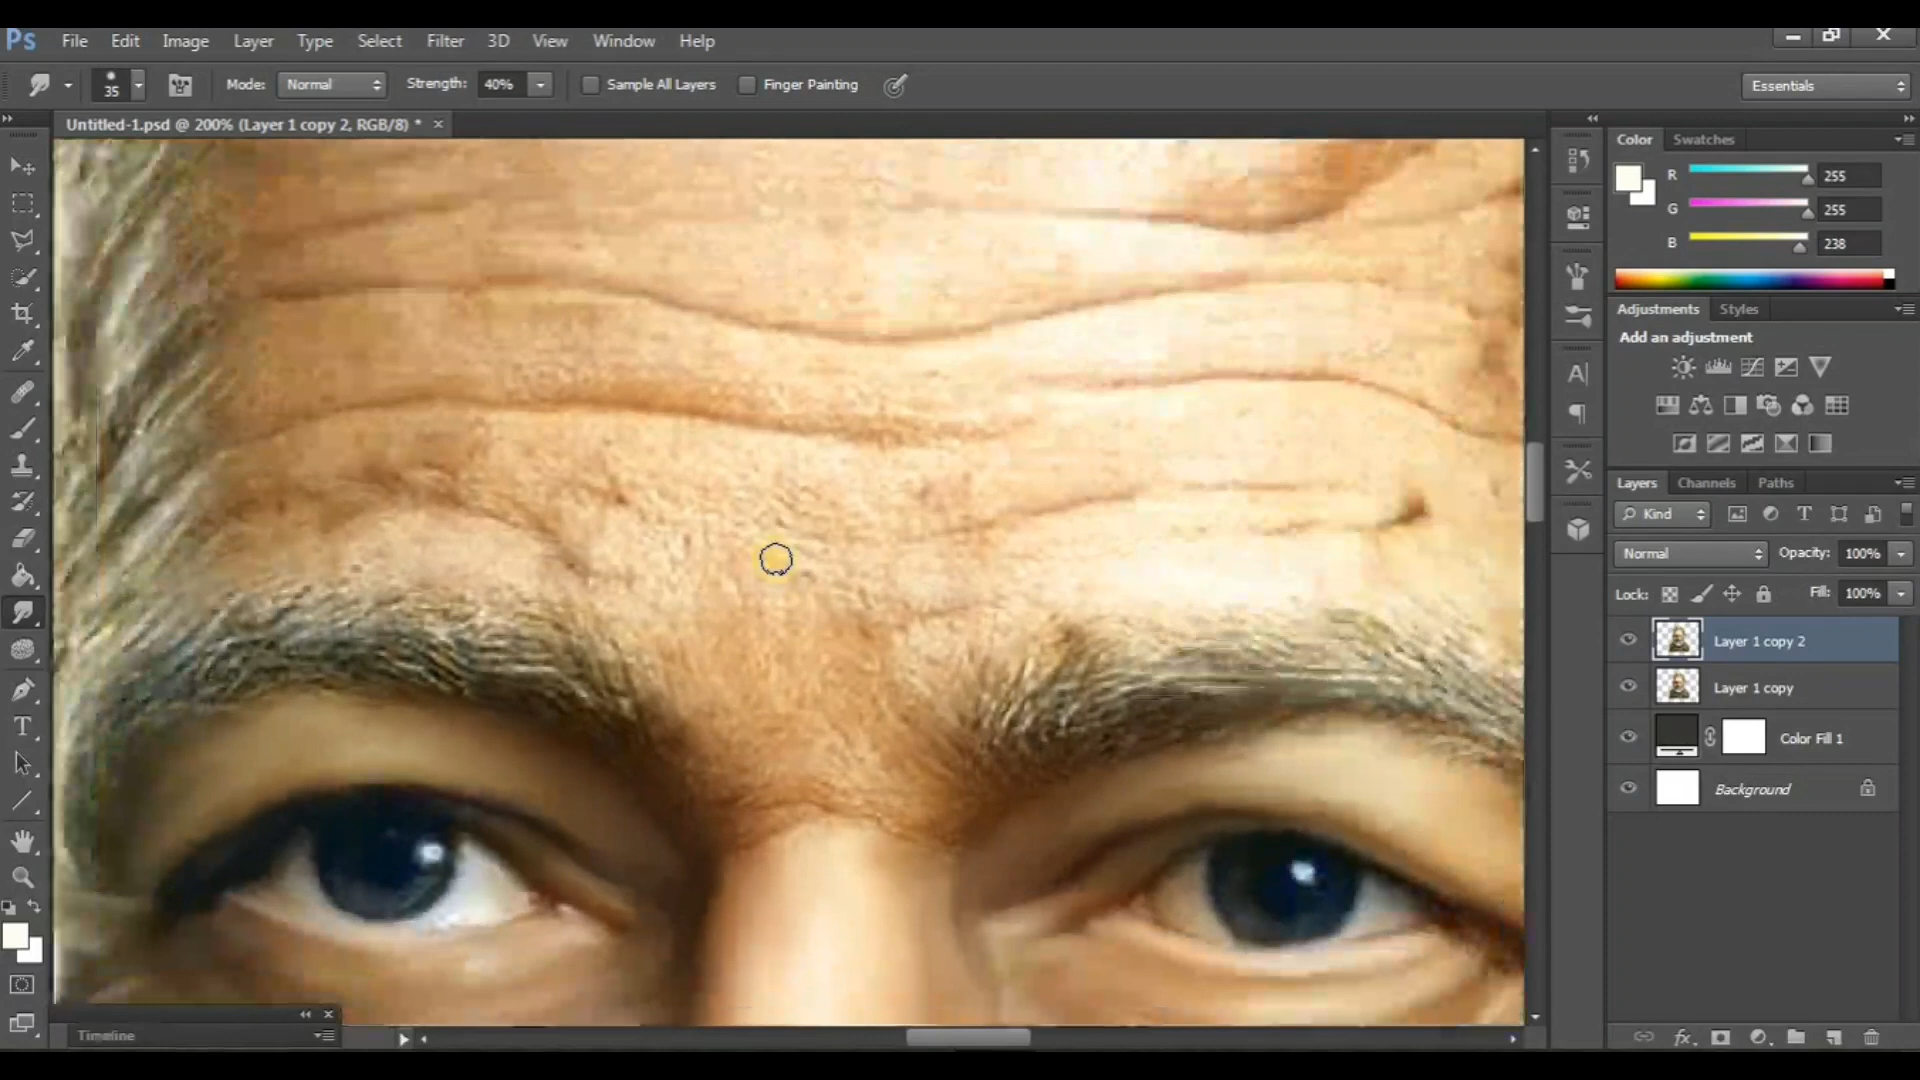 Ps File Edit Image Layer Type Select Filter 3D View Window Help
35 Mode: Normal Strength: 40% Sample All Layers Finger Painting Essentials
Untitled-1.psd @ 200% (Layer 1 copy 2, RGB/8) * ×
Color Swatches
R 255
G 255
B 238
Adjustments Styles
Add an adjustment
Layers Channels Paths
Kind
Normal Opacity: 100%
Lock: Fill: 100%
Layer 1 copy 2
Layer 1 copy
Color Fill 1
Background
Timeline